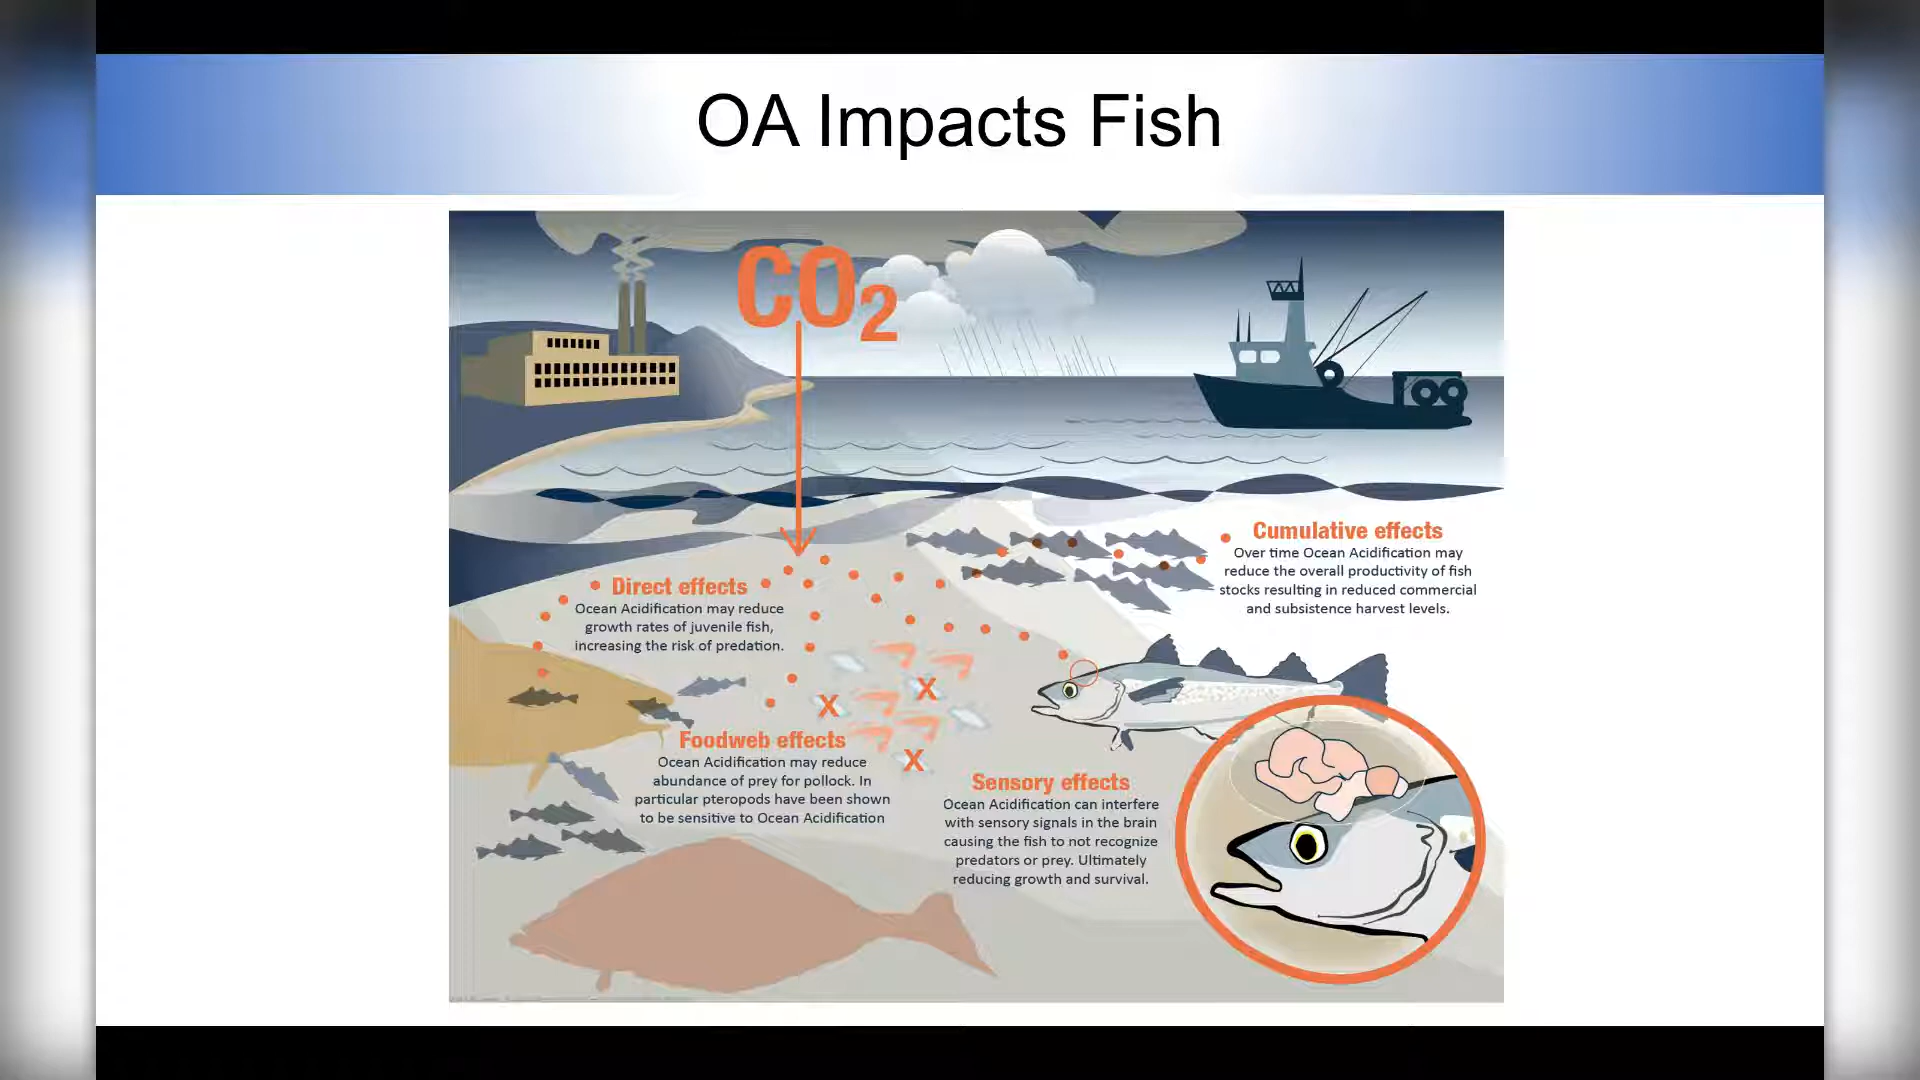 OA Impacts Fish
CO2
Cumulative effects
Over time Ocean Acidification may
reduce the overall productivity of fish
stocks resulting in reduced commercial
and subsistence harvest levels.
Direct effects
Ocean Acidification may reduce
growth rates of juvenile fish,
increasing the risk of predation.
X
X
Foodweb effects
Ocean Acidification may reduce
abundance of prey for pollock. In
particular pteropods have been shown
to be sensitive to Ocean Acidification
X
Sensory effects
Ocean Acidification can interfere
with sensory signals in the brain
causing the fish to not recognize
predators or prey. Ultimately
reducing growth and survival.